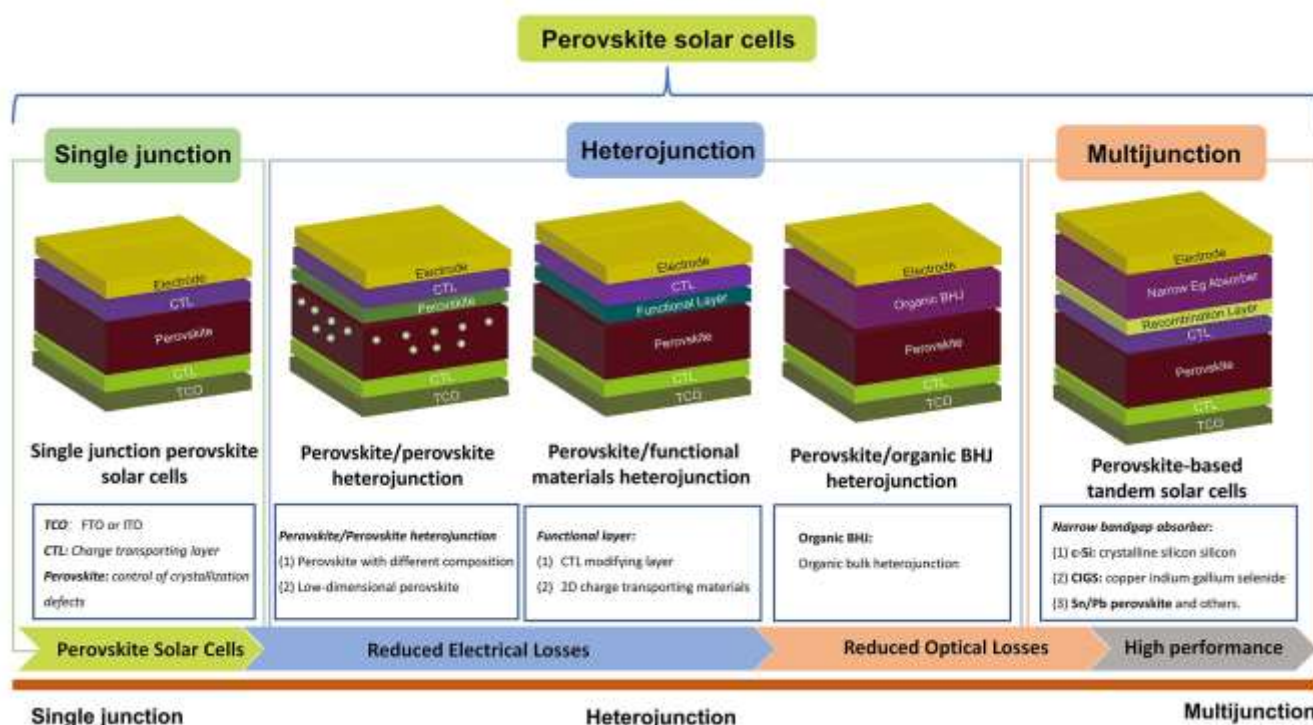 Perovskite solar cells
Single junction
Heterojunction
Multijunction
Electrode
CTL
Perovskite
CTL
TCO
Electrode
CTL
Perovskite
CTL
TCO
Electrode
CTL
Functional Layer
Perovskite
CTL
TCO
Electrode
Organic BHJ
Perovskite
CTL
TCO
Electrode
Narrow Eg Absorber
Recombination Layer
CTL
Perovskite
CTL
TCO
Single junction perovskite
solar cells
Perovskite/perovskite
heterojunction
Perovskite/functional
materials heterojunction
Perovskite/organic BHJ
heterojunction
Perovskite-based
tandem solar cells
TCO: FTO or ITO
CTL: Charge transporting layer
Perovskite: control of crystallization
defects
Perovskite/Perovskite heterojunction
(1) Perovskite with different composition
(2) Low-dimensional perovskite
Functional layer:
(1) CTL modifying layer
(2) 2D charge transporting materials
Organic BHJ:
Organic bulk heterojunction
Narrow bandgap absorber:
(1) c-Si: crystalline silicon silicon
(2) CIGS: copper indium gallium selenide
(3) Sn/Pb perovskite and others.
Perovskite Solar Cells
Reduced Electrical Losses
Reduced Optical Losses
High performance
Single junction
Heterojunction
Multijunction